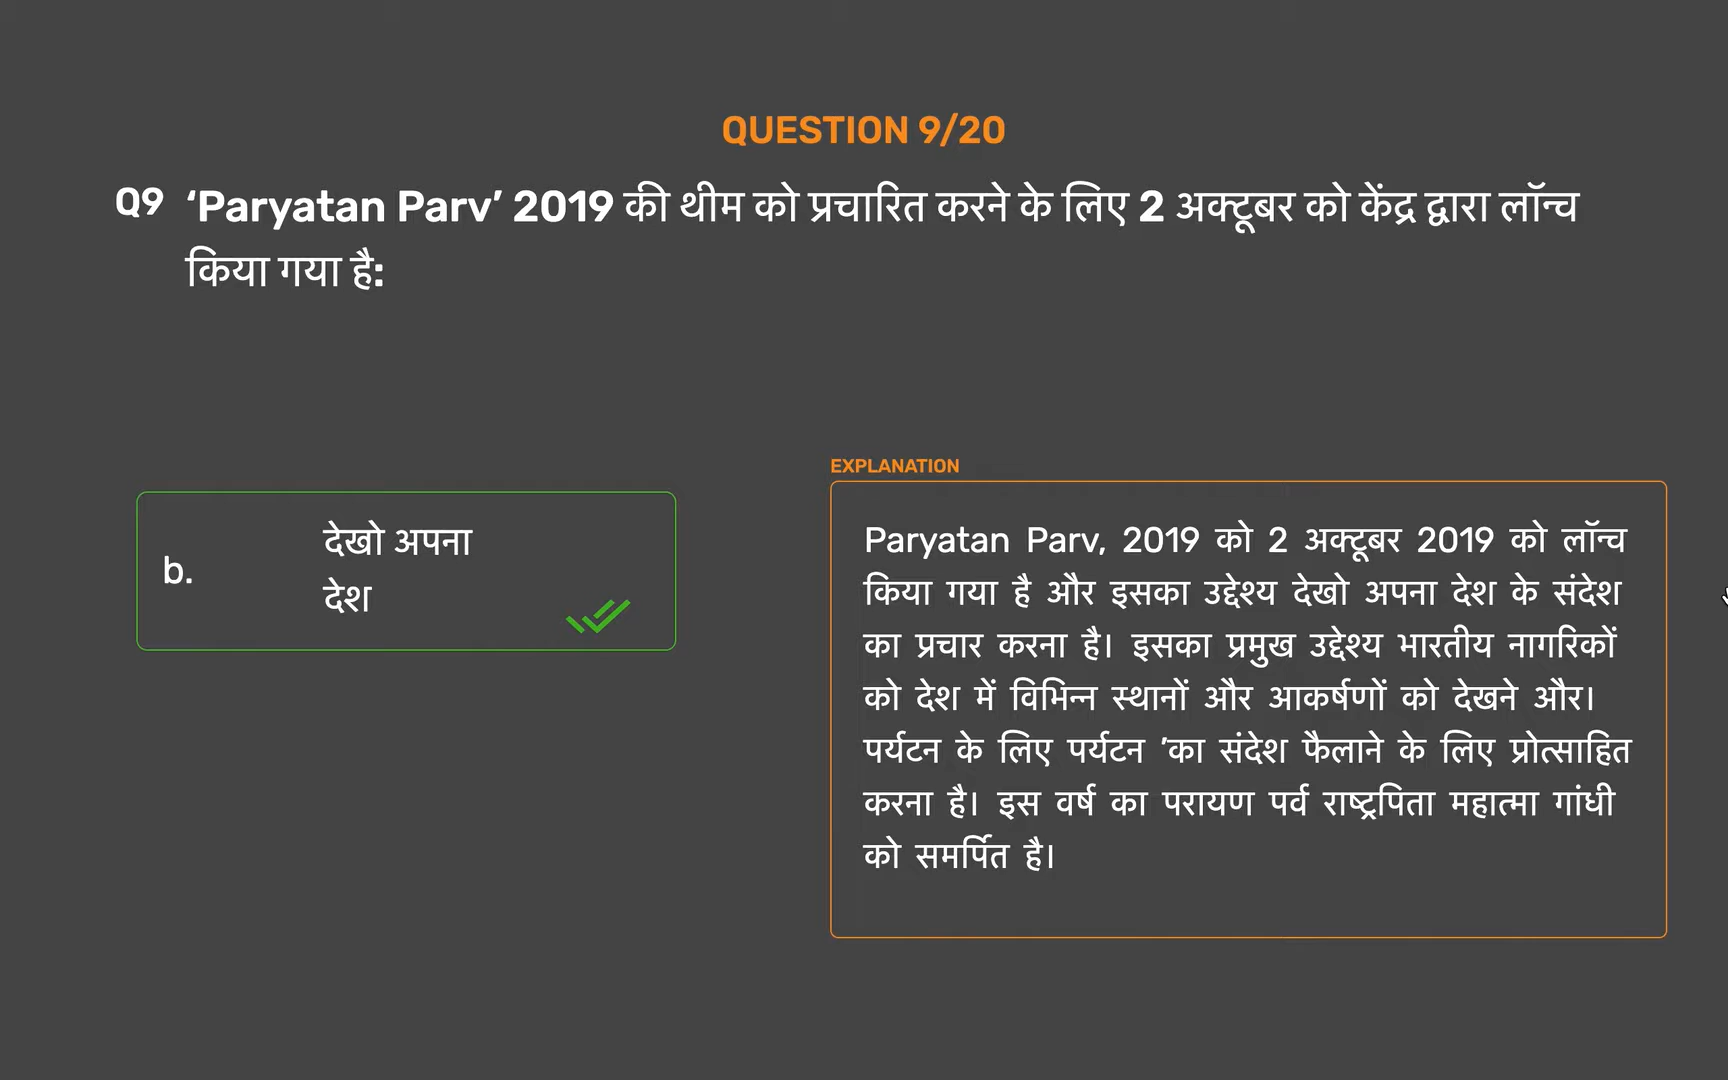 QUESTION 9/20
Q9 ‘Paryatan Parv’ 2019 की थीम को प्रचारित करने के लिए 2 अक्टूबर को केंद्र द्वारा लॉन्च
किया गया है:
b. देखो अपना
देश
EXPLANATION
Paryatan Parv, 2019 को 2 अक्टूबर 2019 को लॉन्च
किया गया है और इसका उद्देश्य देखो अपना देश के संदेश
का प्रचार करना है। इसका प्रमुख उद्देश्य भारतीय नागरिकों
को देश में विभिन्न स्थानों और आकर्षणों को देखने और।
पर्यटन के लिए पर्यटन ’का संदेश फैलाने के लिए प्रोत्साहित
करना है। इस वर्ष का परायण पर्व राष्ट्रपिता महात्मा गांधी
को समर्पित है।